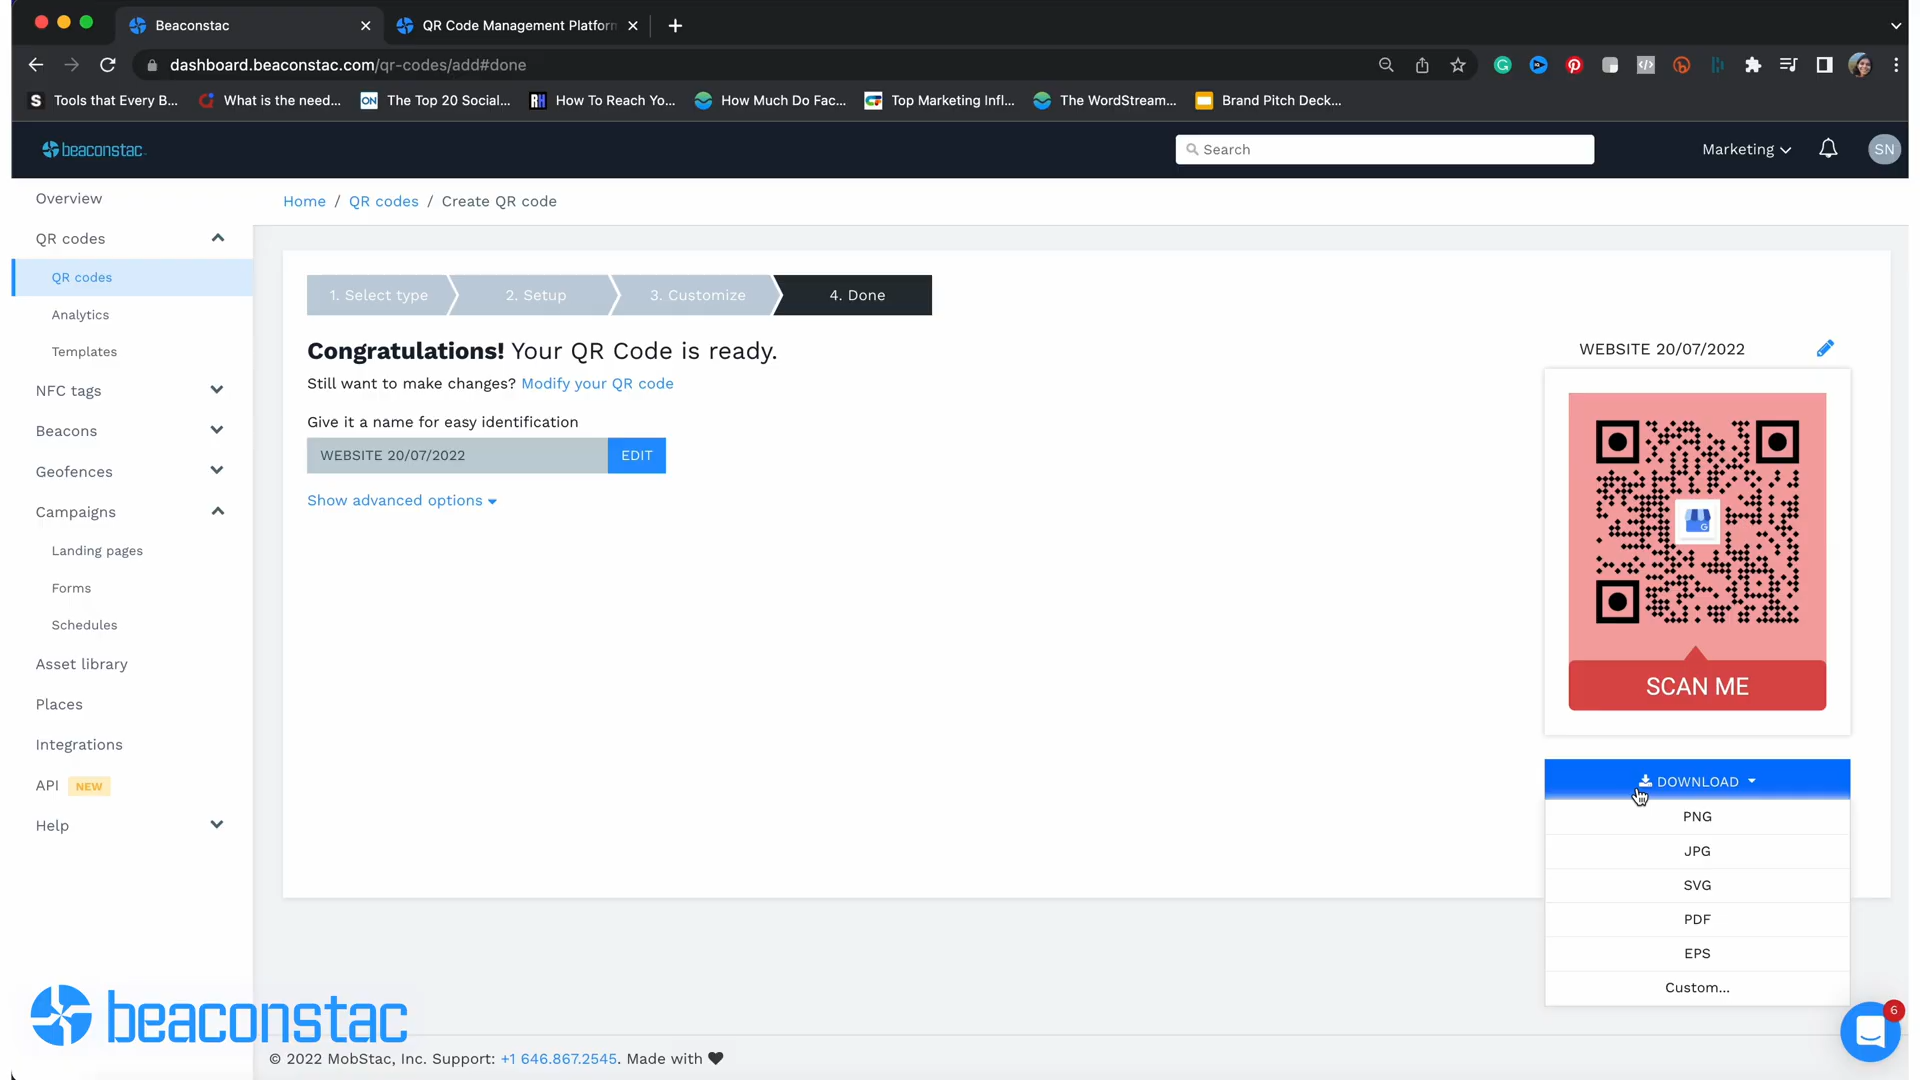 Beaconstac
QR Code Management Platform
dashboard.beaconstac.com/qr-codes/add#done
Tools that Every B...
What is the need...
ON
The Top 20 Social...
RH
How To Reach Yo...
How Much Do Fac...
Top Marketing Infl...
The WordStream...
Brand Pitch Deck...
beaconstac
Search
Marketing
SN
Overview
QR codes
QR codes
Analytics
Templates
NFC tags
Beacons
Geofences
Campaigns
Landing pages
Forms
Schedules
Asset library
Places
Integrations
API NEW
Help
Home / QR codes / Create QR code
1. Select type
2. Setup
3. Customize
4. Done
Congratulations! Your QR Code is ready.
Still want to make changes? Modify your QR code
Give it a name for easy identification
WEBSITE 20/07/2022
EDIT
Show advanced options
WEBSITE 20/07/2022
G
SCAN ME
DOWNLOAD
PNG
JPG
SVG
PDF
EPS
Custom...
6
beaconstac
© 2022 MobStac, Inc. Support: +1 646.867.2545. Made with ♥